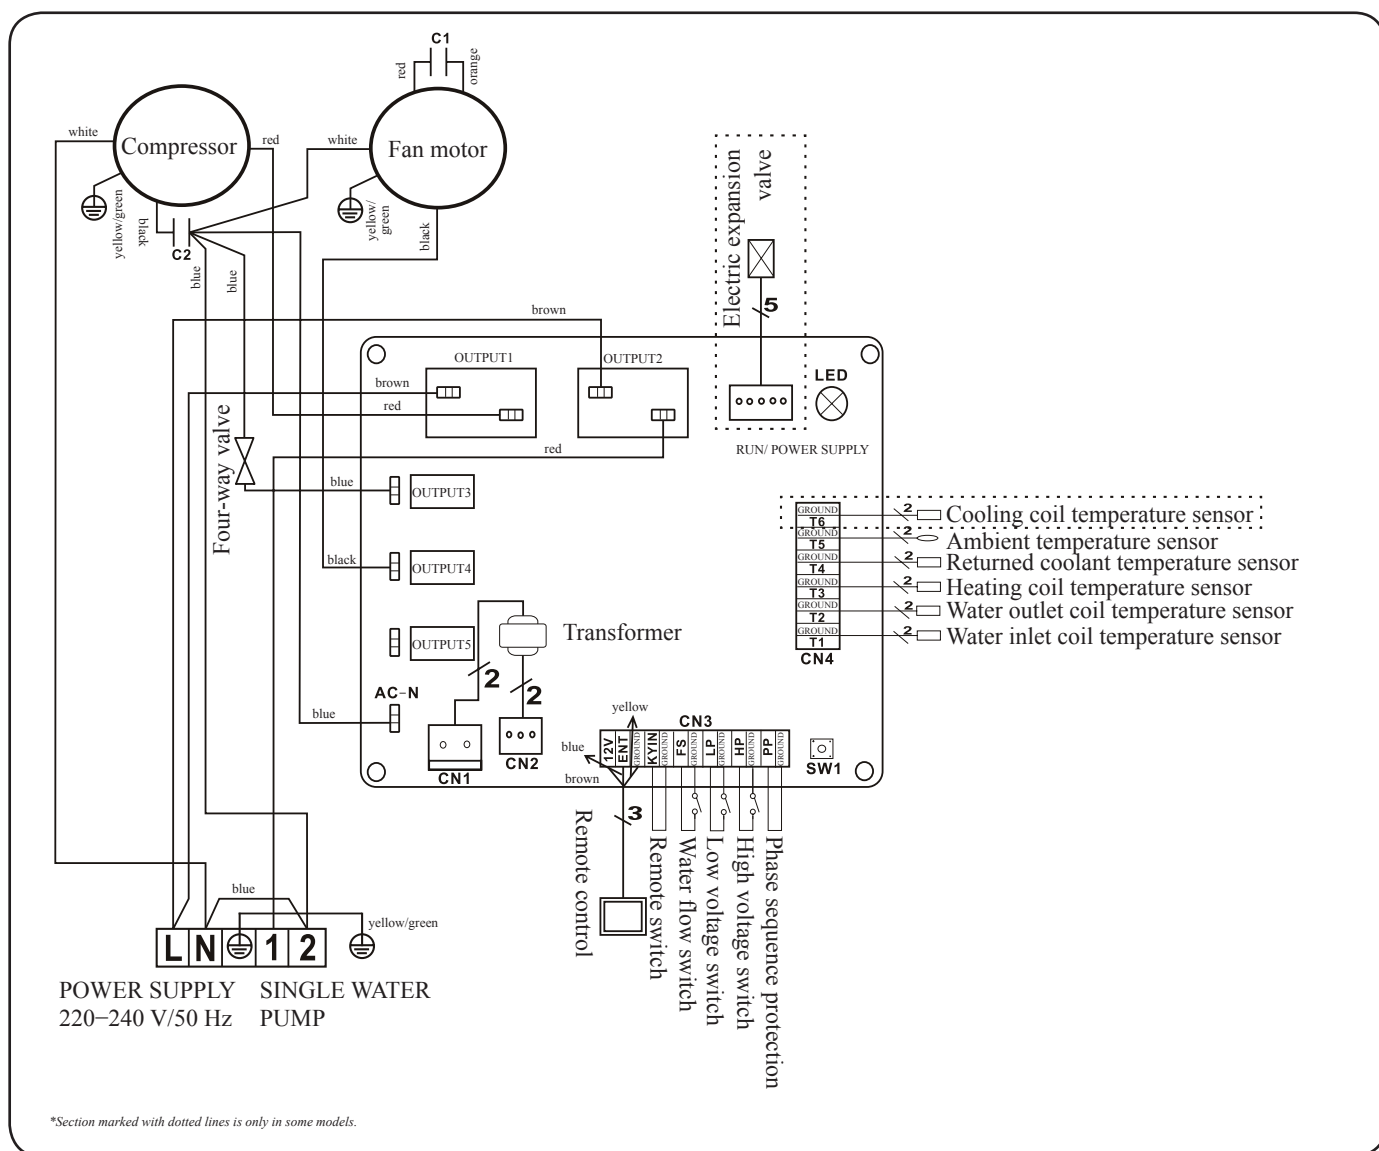 C1
red
orange
white
Compressor
red
white
Fan motor
yellow/green
black
C2
yellow/
green
black
blue
blue
Electric expansion
valve
5
brown
OUTPUT1
OUTPUT2
LED
brown
red
RUN/ POWER SUPPLY
red
Four-way valve
blue
OUTPUT3
GROUND
T6
2
Cooling coil temperature sensor
GROUND
T5
2
Ambient temperature sensor
GROUND
T4
2
Returned coolant temperature sensor
GROUND
T3
2
Heating coil temperature sensor
GROUND
T2
2
Water outlet coil temperature sensor
GROUND
T1
2
Water inlet coil temperature sensor
CN4
black
OUTPUT4
Transformer
OUTPUT5
2
2
AC-N
blue
CN1
CN2
yellow
CN3
blue
brown
12V
ENT
GROUND
KYIN
GROUND
FS
GROUND
LP
GROUND
HP
GROUND
PP
GROUND
SW1
3
Remote control
Remote switch
Water flow switch
Low voltage switch
High voltage switch
Phase sequence protection
blue
yellow/green
L N 1 2
POWER SUPPLY
220−240 V/50 Hz
SINGLE WATER
PUMP
*Section marked with dotted lines is only in some models.